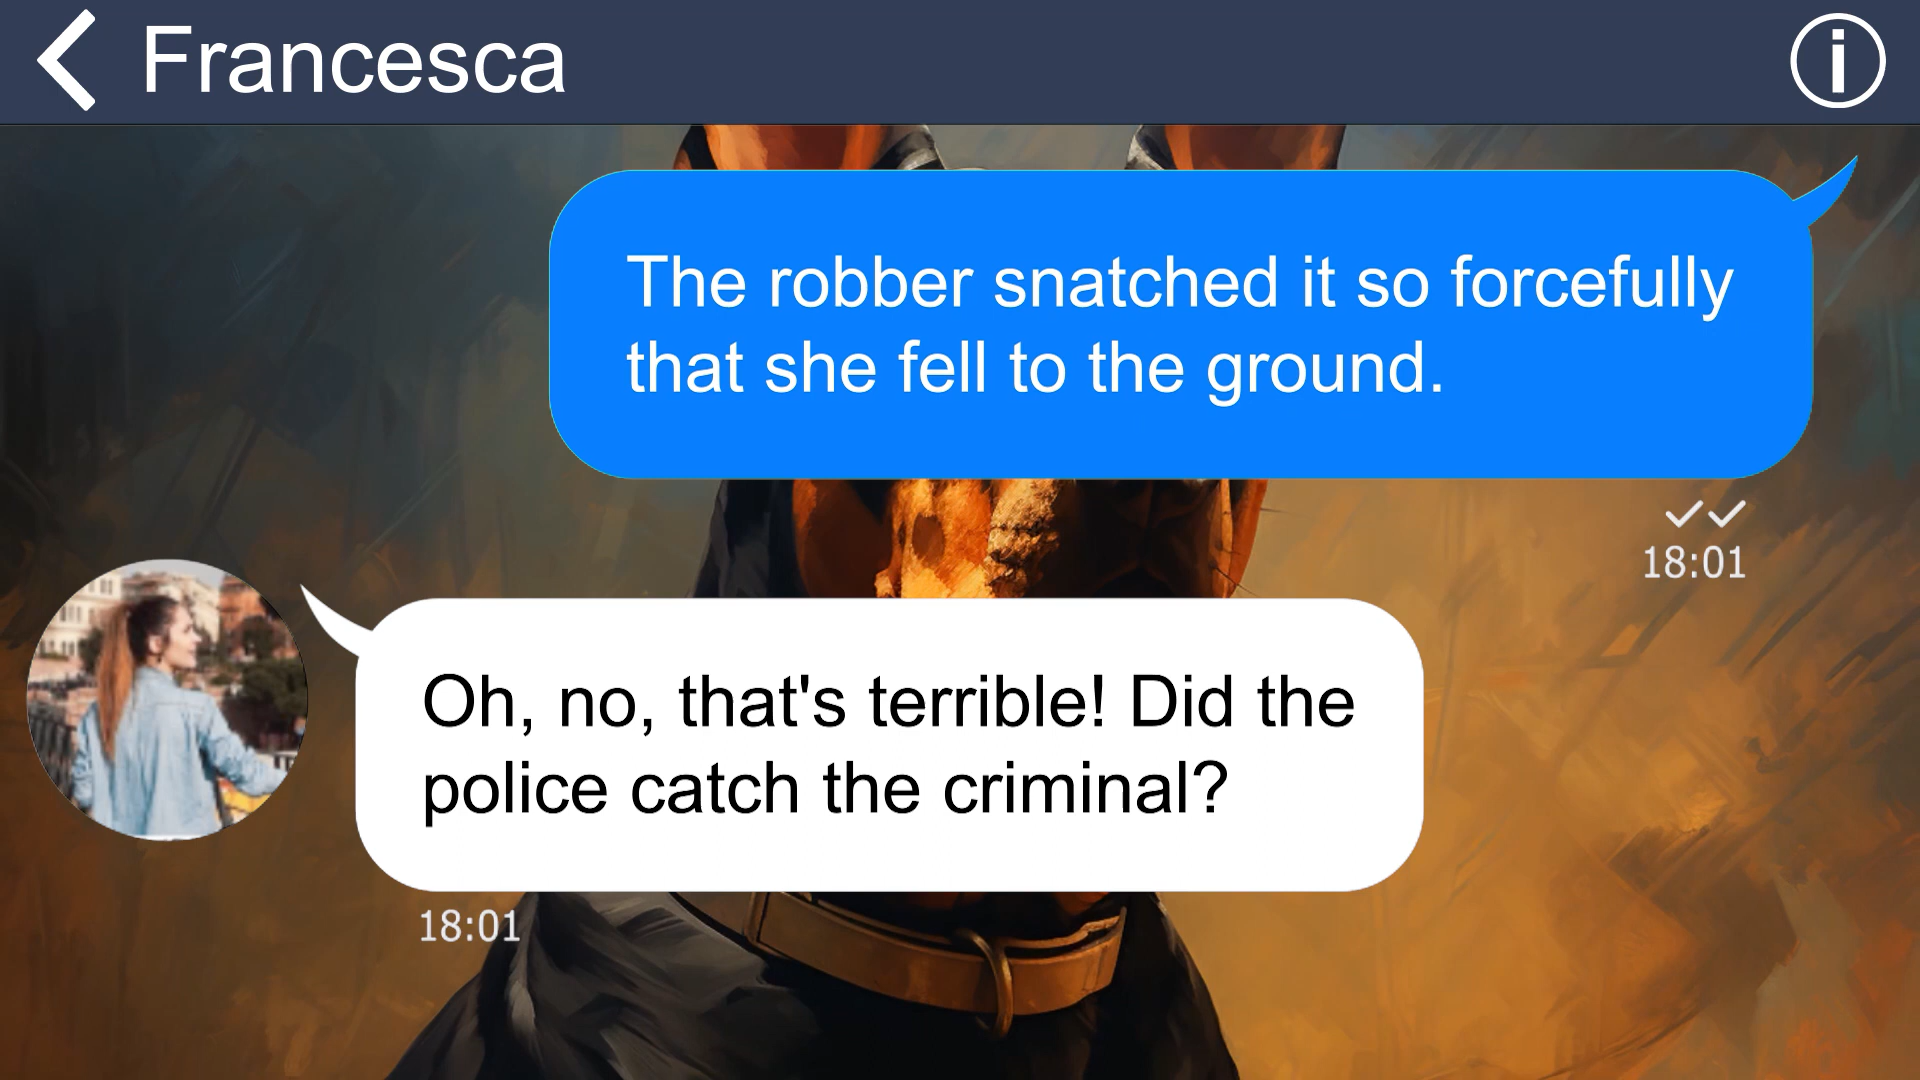 Francesca
The robber snatched it so forcefully
that she fell to the ground.
18:01
Oh, no, that's terrible! Did the
police catch the criminal?
18:01